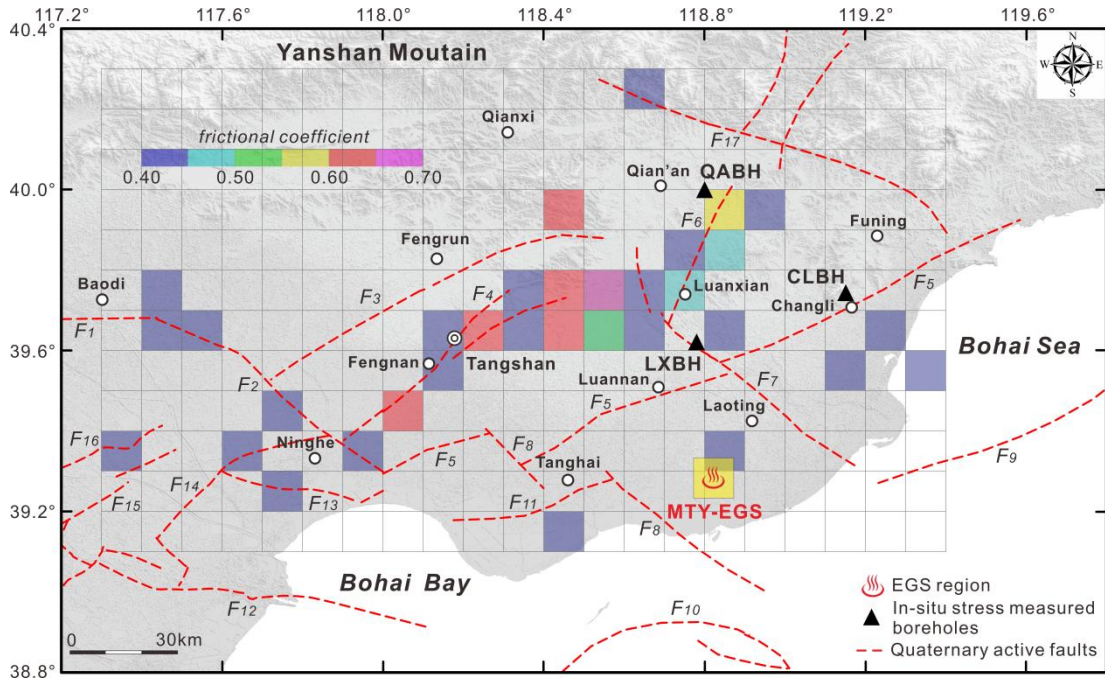 117.2° 117.6° 118.0° 118.4° 118.8° 119.2° 119.6°
40.4°
Yanshan Moutain
N
W E
S
Qianxi
frictional coefficient
F17
0.40 0.50 0.60 0.70
Qian'an QABH
40.0°
F6
Funing
Fengrun
Baodi
F3
F4
Luanxian
CLBH
F5
Changli
F1
39.6°
Tangshan
Fengnan
LXBH
Bohai Sea
F2
Luannan
F7
F5
Laoting
F16
Ninghe
F5
F8
F9
Tanghai
F14
F15
F13
F11
MTY-EGS
39.2°
F8
Bohai Bay
EGS region
F12
F10
In-situ stress measured
boreholes
0 30km
Quaternary active faults
38.8°